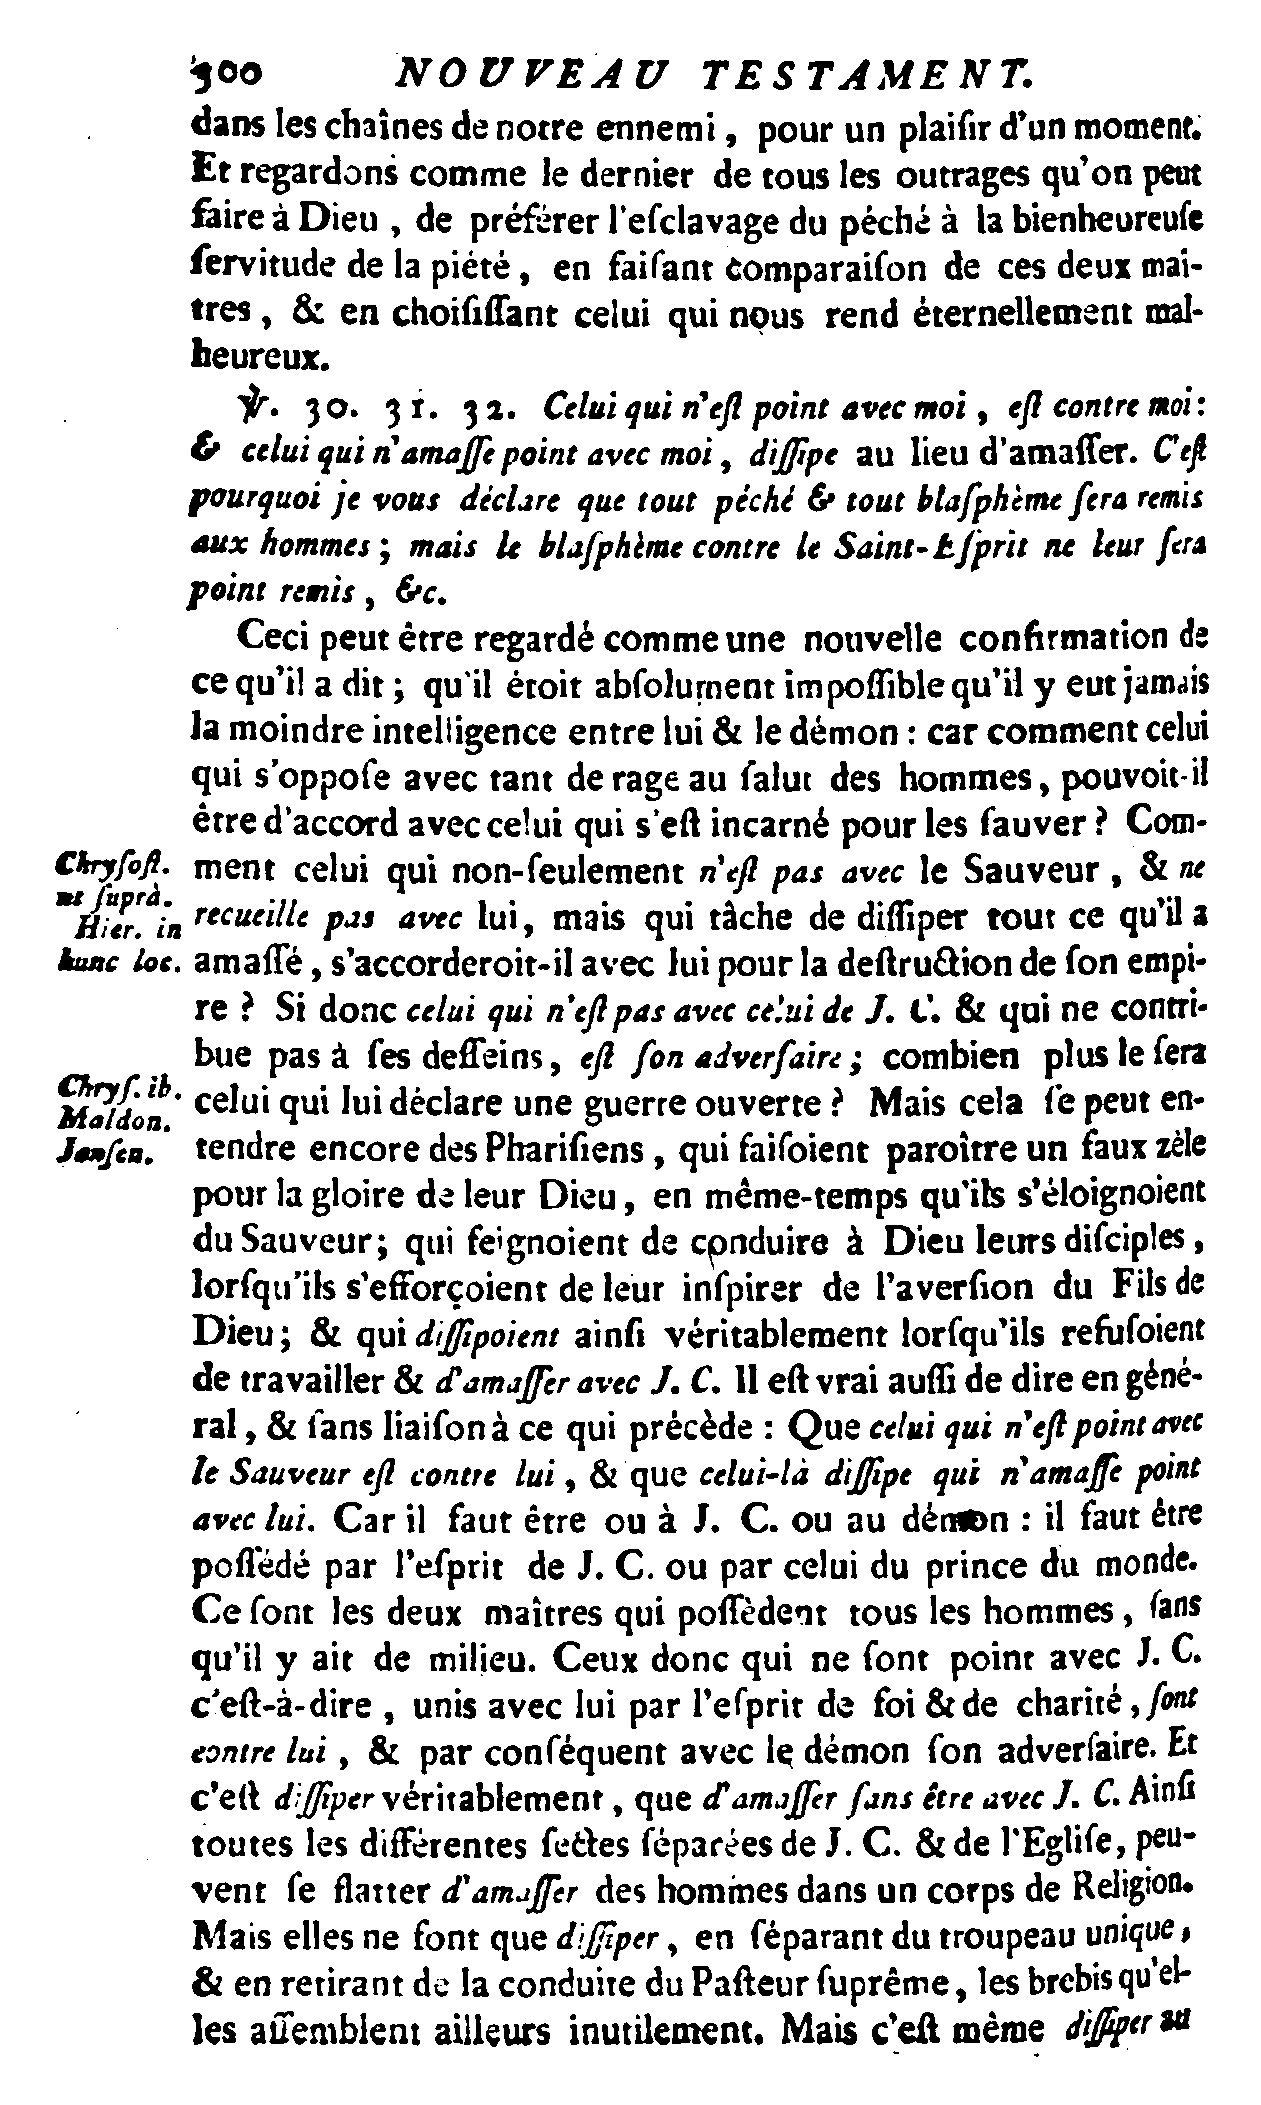 300 NOUVEAU TESTAMENT.
dans les chaînes de notre ennemi, pour un plaiſir d'un moment.
Et regardons comme le dernier de tous les outrages qu'on peut
faire à Dieu, de préférer l'eſclavage du péché à la bienheureuſe
ſervitude de la piété, en faiſant comparaiſon de ces deux mai-
tres, & en choiſiſſant celui qui nous rend éternellement mal-
heureux.
℣. 30. 31. 32. Celui qui n'eſt point avec moi, eſt contre moi:
& celui qui n'amaſſe point avec moi, diſſipe au lieu d'amaſſer. C'eſt
pourquoi je vous déclare que tout péché & tout blaſphème ſera remis
aux hommes; mais le blaſphème contre le Saint-Eſprit ne leur ſera
point remis, &c.
Ceci peut être regardé comme une nouvelle confirmation de
ce qu'il a dit; qu'il étoit abſolument impoſſible qu'il y eut jamais
la moindre intelligence entre lui & le démon: car comment celui
qui s'oppoſe avec tant de rage au ſalut des hommes, pouvoit-il
être d'accord avec celui qui s'eſt incarné pour les ſauver? Com-
Chryſoſt.
ut ſuprà.
Hier. in
hunc loc.
ment celui qui non-ſeulement n'eſt pas avec le Sauveur, & ne
recueille pas avec lui, mais qui tâche de diſſiper tout ce qu'il a
amaſſé, s'accorderoit-il avec lui pour la deſtruction de ſon empi-
re? Si donc celui qui n'eſt pas avec celui de J. C. & qui ne contri-
bue pas à ſes deſſeins, eſt ſon adverſaire; combien plus le ſera
Chryſ. ib.
Maldon.
Janſen.
celui qui lui déclare une guerre ouverte? Mais cela ſe peut en-
tendre encore des Phariſiens, qui faiſoient paroître un faux zèle
pour la gloire de leur Dieu, en même-temps qu'ils s'éloignoient
du Sauveur; qui feignoient de conduire à Dieu leurs diſciples,
lorſqu'ils s'efforçoient de leur inſpirer de l'averſion du Fils de
Dieu; & qui diſſipoient ainſi véritablement lorſqu'ils refuſoient
de travailler & d'amaſſer avec J. C. Il eſt vrai auſſi de dire en géné-
ral, & ſans liaiſon à ce qui précède: Que celui qui n'eſt point avec
le Sauveur eſt contre lui, & que celui-là diſſipe qui n'amaſſe point
avec lui. Car il faut être ou à J. C. ou au démon: il faut être
poſſédé par l'eſprit de J. C. ou par celui du prince du monde.
Ce ſont les deux maîtres qui poſſèdent tous les hommes, ſans
qu'il y ait de milieu. Ceux donc qui ne ſont point avec J. C.
c'eſt-à-dire, unis avec lui par l'eſprit de foi & de charité, ſont
contre lui, & par conſéquent avec le démon ſon adverſaire. Et
c'eſt diſſiper véritablement, que d'amaſſer ſans être avec J. C. Ainſi
toutes les différentes ſectes ſéparées de J. C. & de l'Egliſe, peu-
vent ſe flatter d'amaſſer des hommes dans un corps de Religion.
Mais elles ne font que diſſiper, en ſéparant du troupeau unique,
& en retirant de la conduite du Paſteur ſuprême, les brebis qu'el-
les aſſemblent ailleurs inutilement. Mais c'eſt même diſſiper au